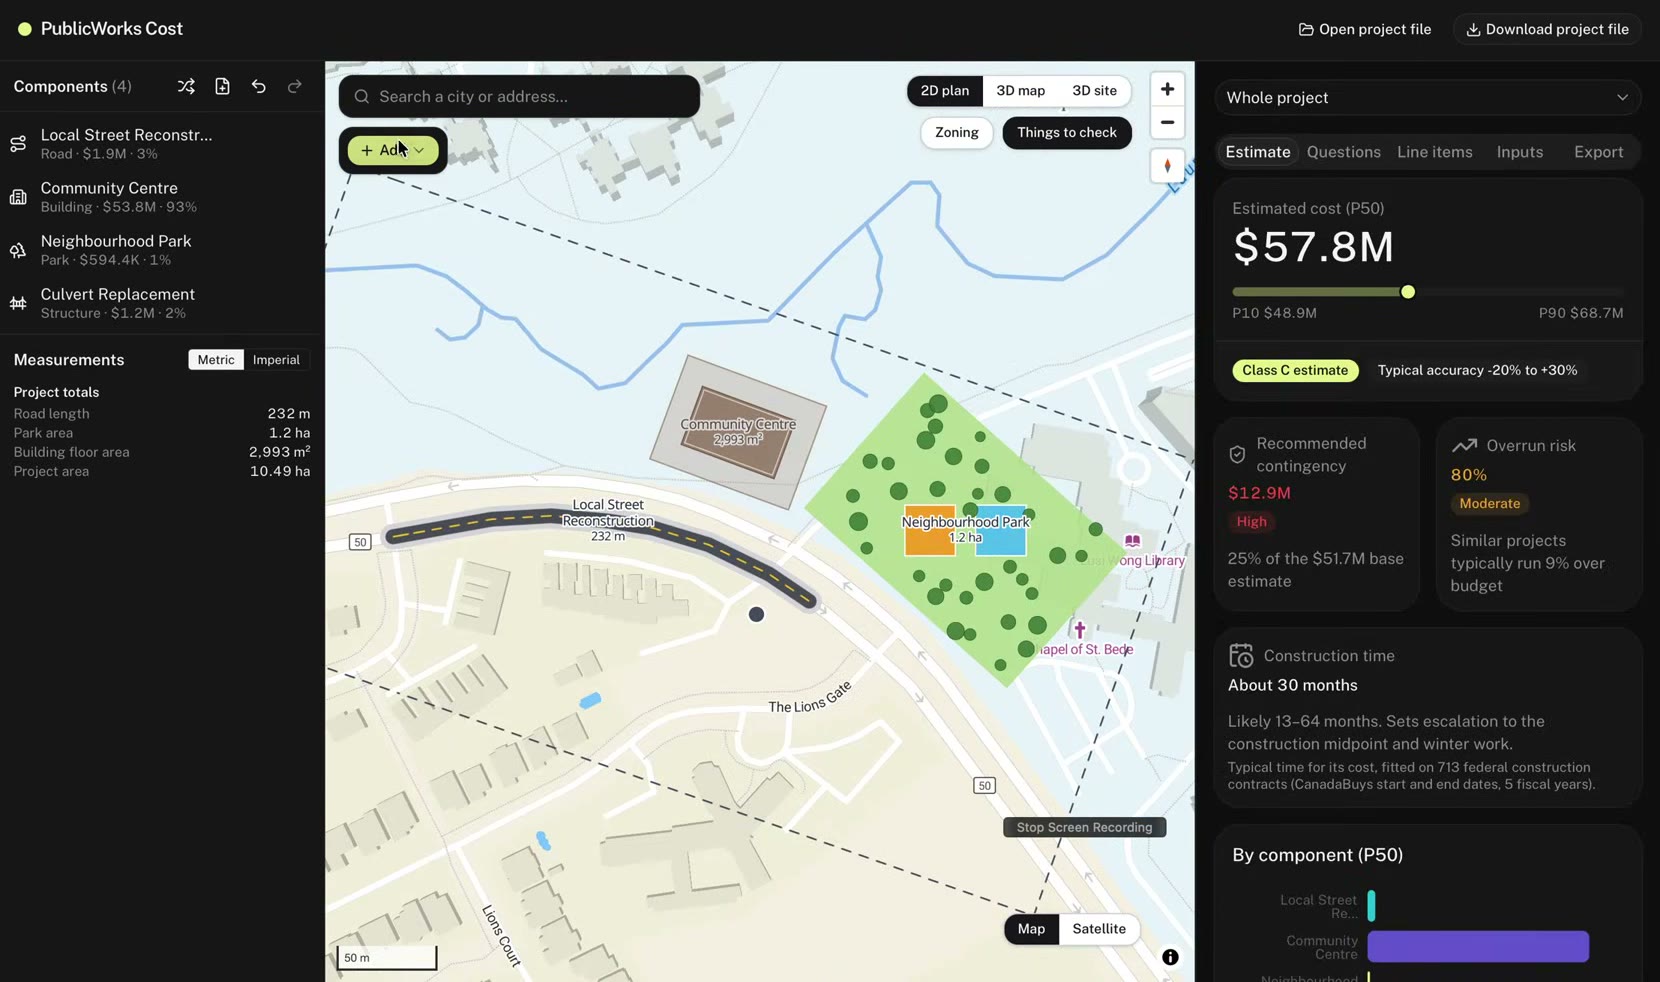 PublicWorks Cost
Open project file
Download project file
Components (4)
Local Street Reconstr...
Road · $1.9M · 3%
Community Centre
Building · $53.8M · 93%
Neighbourhood Park
Park · $594.4K · 1%
Culvert Replacement
Structure · $1.2M · 2%
Measurements
Metric
Imperial
Project totals
Road length 232 m
Park area 1.2 ha
Building floor area 2,993 m²
Project area 10.49 ha
Search a city or address...
2D plan
3D map
3D site
Zoning
Things to check
Community Centre
2,993 m²
Local Street
Reconstruction
232 m
50
Neighbourhood Park
1.2 ha
Wong Library
hapel of St. Bede
The Lions Gate
50
Lions Court
Stop Screen Recording
Map
Satellite
50 m
Whole project
Estimate
Questions
Line items
Inputs
Export
Estimated cost (P50)
$57.8M
P10 $48.9M
P90 $68.7M
Class C estimate
Typical accuracy -20% to +30%
Recommended
contingency
$12.9M
High
25% of the $51.7M base
estimate
Overrun risk
80%
Moderate
Similar projects
typically run 9% over
budget
Construction time
About 30 months
Likely 13–64 months. Sets escalation to the
construction midpoint and winter work.
Typical time for its cost, fitted on 713 federal construction
contracts (CanadaBuys start and end dates, 5 fiscal years).
By component (P50)
Local Street
Re...
Community
Centre
Neighbourhood